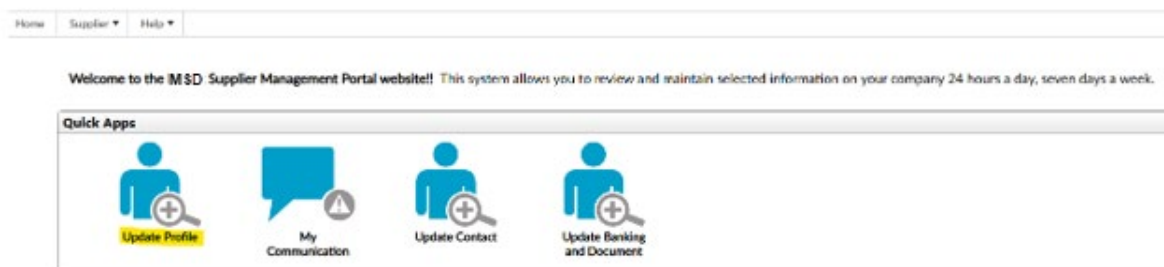 Home Supplier ▼ Help ▼
Welcome to the MSD Supplier Management Portal website!! This system allows you to review and maintain selected information on your company 24 hours a day, seven days a week.
Quick Apps
Update Profile
My
Communication
Update Contact
Update Banking
and Document